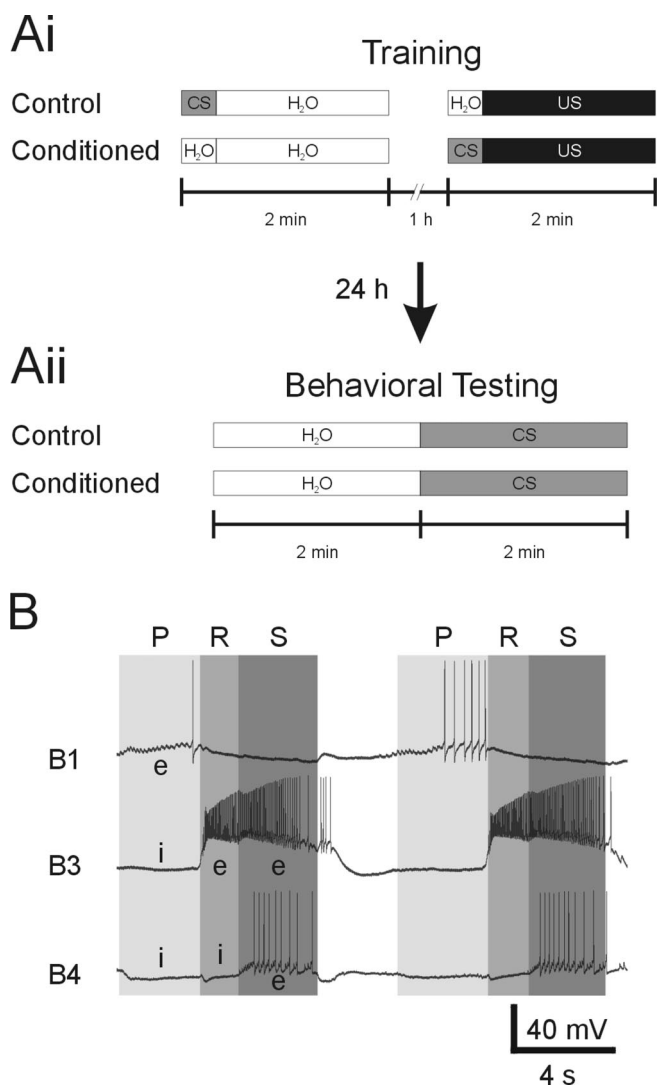 Ai
Training
Control CS H₂O H₂O US
Conditioned H₂O H₂O CS US
2 min 1 h 2 min
24 h
Aii
Behavioral Testing
Control H₂O CS
Conditioned H₂O CS
2 min 2 min
B
P R S P R S
B1
e
B3
i e e
B4
i i e
40 mV
4 s